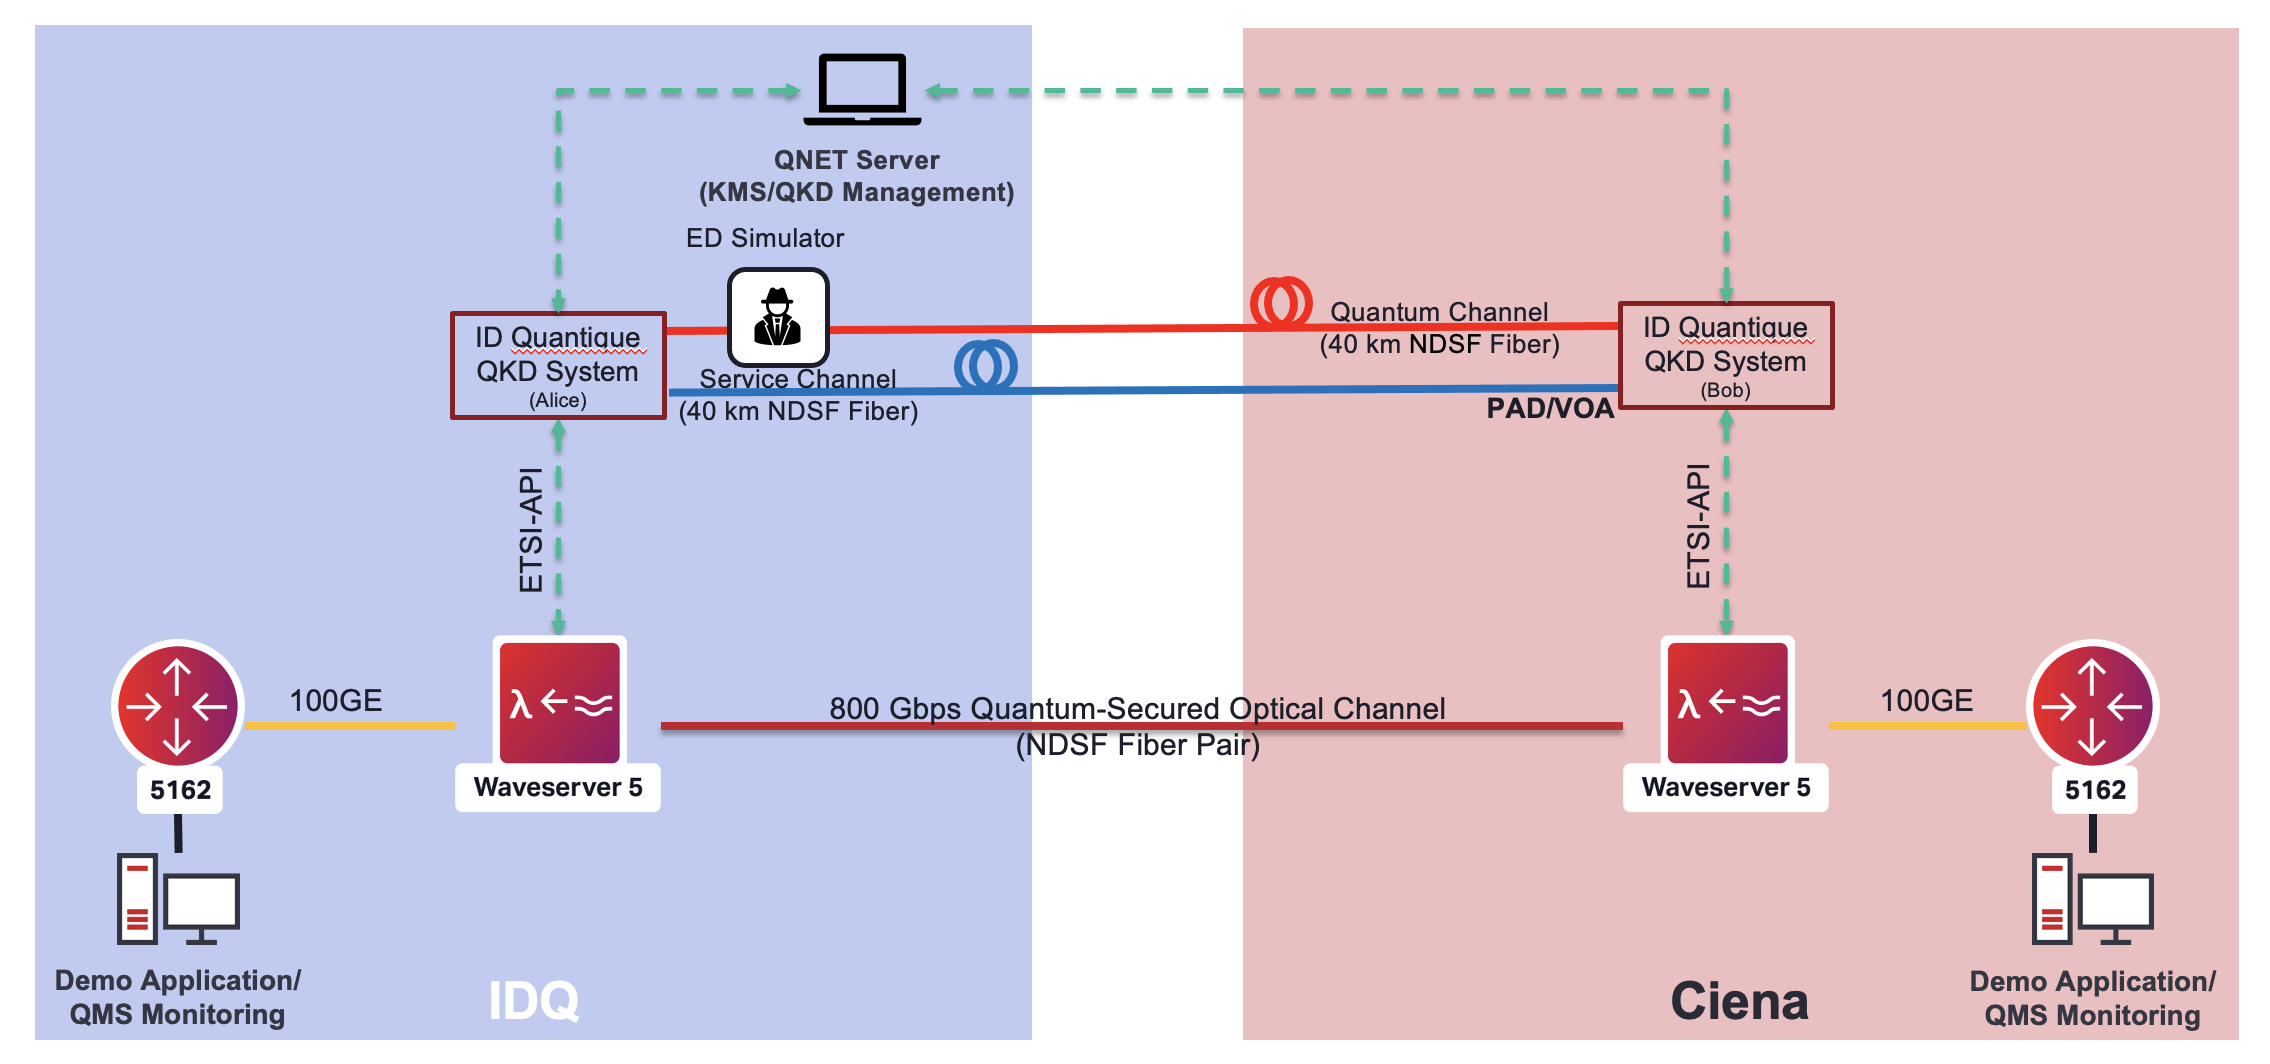 QNET Server
(KMS/QKD Management)
ED Simulator
ID Quantique
QKD System
(Alice)
Service Channel
(40 km NDSF Fiber)
Quantum Channel
(40 km NDSF Fiber)
PAD/VOA
ID Quantique
QKD System
(Bob)
ETSI-API
ETSI-API
100GE
λ
800 Gbps Quantum-Secured Optical Channel
(NDSF Fiber Pair)
λ
100GE
5162
Waveserver 5
Waveserver 5
5162
Demo Application/
QMS Monitoring
IDQ
Ciena
Demo Application/
QMS Monitoring